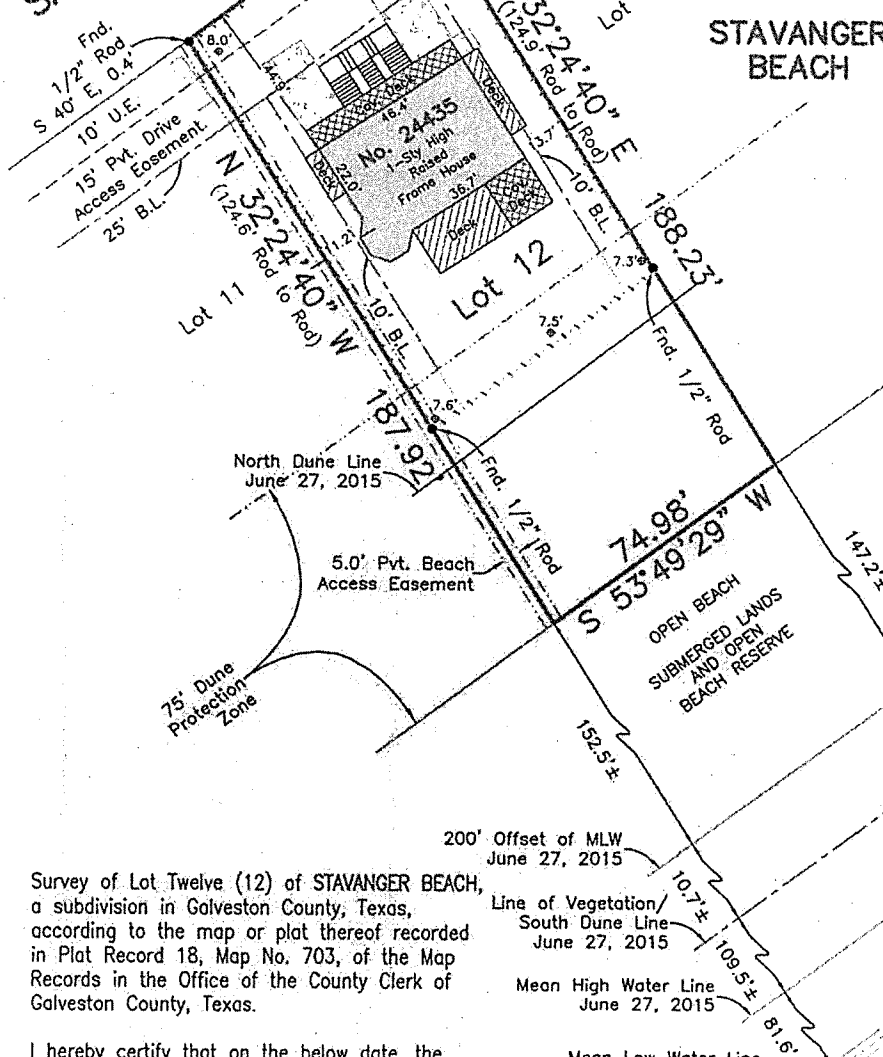 STAVANGER
BEACH
Fnd.
1/2" Rod
S 40' E, 0.4'
8.0'
10' U.E.
15' Pvt. Drive
Access Easement
25' B.L.
44.9'
Cov. Deck
46.4'
Deck
No. 24435
1-Sty High
Raised
Frame House
22.0'
36.7'
Deck
Deck
Cov.
Deck
13.7'
10' B.L.
1.2'
10' B.L.
32°24'40" E
(124.9' Rod to Rod)
188.23'
Lot
N 32°24'40" W
(124.6' Rod to Rod)
187.92'
Lot 11
Lot 12
7.3'
7.5'
7.6'
Fnd. 1/2" Rod
Fnd. 1/2" Rod
North Dune Line
June 27, 2015
5.0' Pvt. Beach
Access Easement
74.98'
S 53°49'29" W
OPEN BEACH
SUBMERGED LANDS
AND OPEN
BEACH RESERVE
147.2'±
75' Dune
Protection
Zone
152.5'±
200' Offset of MLW
June 27, 2015
10.7'±
Line of Vegetation/
South Dune Line
June 27, 2015
109.5'±
Mean High Water Line
June 27, 2015
81.6'
Mean Low Water Line
Survey of Lot Twelve (12) of STAVANGER BEACH,
a subdivision in Galveston County, Texas,
according to the map or plat thereof recorded
in Plat Record 18, Map No. 703, of the Map
Records in the Office of the County Clerk of
Galveston County, Texas.
I hereby certify that on the below date, the